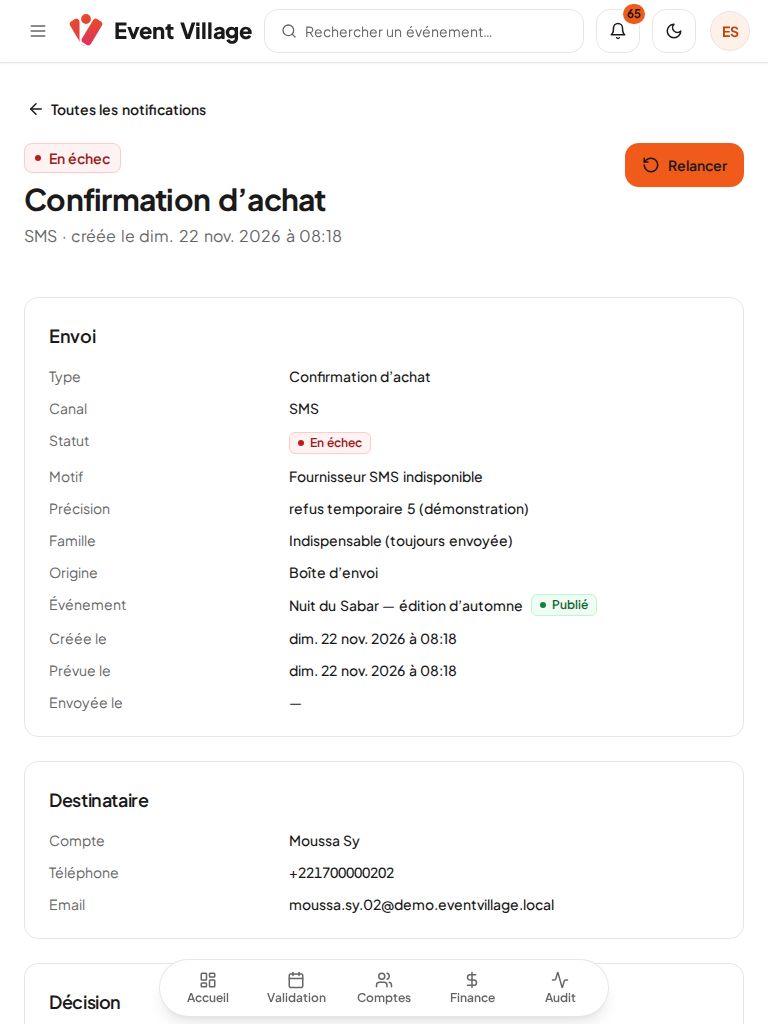 Event Village
Rechercher un événement…
65
ES
Toutes les notifications
En échec
Relancer
Confirmation d’achat
SMS · créée le dim. 22 nov. 2026 à 08:18
Envoi
Type Confirmation d’achat
Canal SMS
Statut En échec
Motif Fournisseur SMS indisponible
Précision refus temporaire 5 (démonstration)
Famille Indispensable (toujours envoyée)
Origine Boîte d’envoi
Événement Nuit du Sabar — édition d’automne Publié
Créée le dim. 22 nov. 2026 à 08:18
Prévue le dim. 22 nov. 2026 à 08:18
Envoyée le —
Destinataire
Compte Moussa Sy
Téléphone +221700000202
Email moussa.sy.02@demo.eventvillage.local
Décision
Accueil Validation Comptes Finance Audit